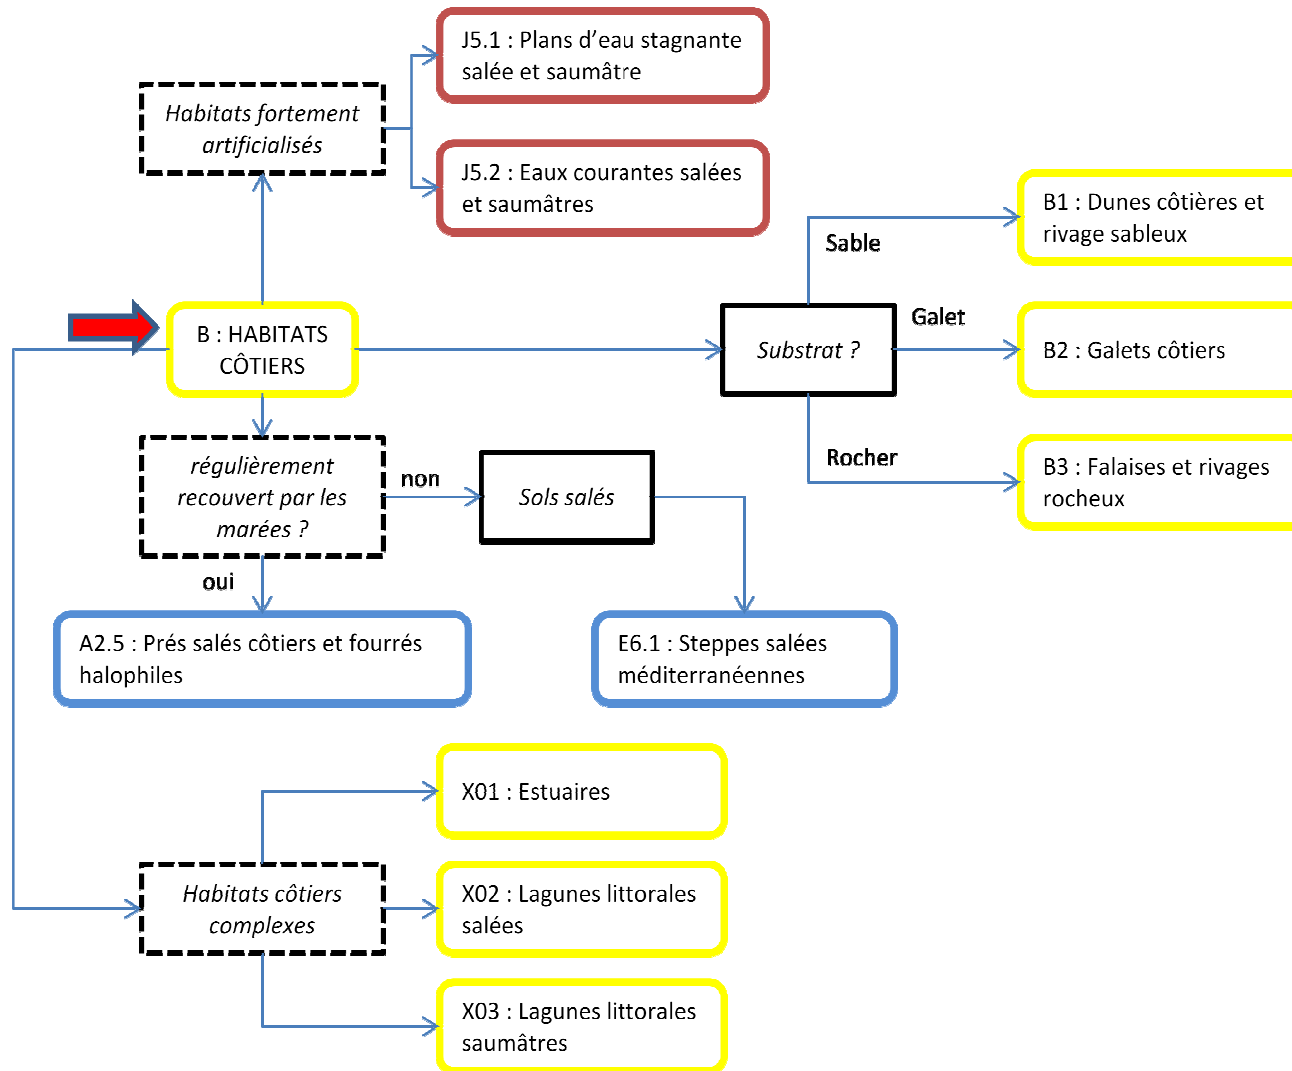 J5.1 : Plans d’eau stagnante
salée et saumâtre
Habitats fortement
artificialisés
J5.2 : Eaux courantes salées
et saumâtres
B1 : Dunes côtières et
rivage sableux
Sable
B : HABITATS
CÔTIERS
Substrat ?
Galet
B2 : Galets côtiers
Rocher
B3 : Falaises et rivages
rocheux
régulièrement
recouvert par les
marées ?
non
Sols salés
oui
A2.5 : Prés salés côtiers et fourrés
halophiles
E6.1 : Steppes salées
méditerranéennes
X01 : Estuaires
Habitats côtiers
complexes
X02 : Lagunes littorales
salées
X03 : Lagunes littorales
saumâtres